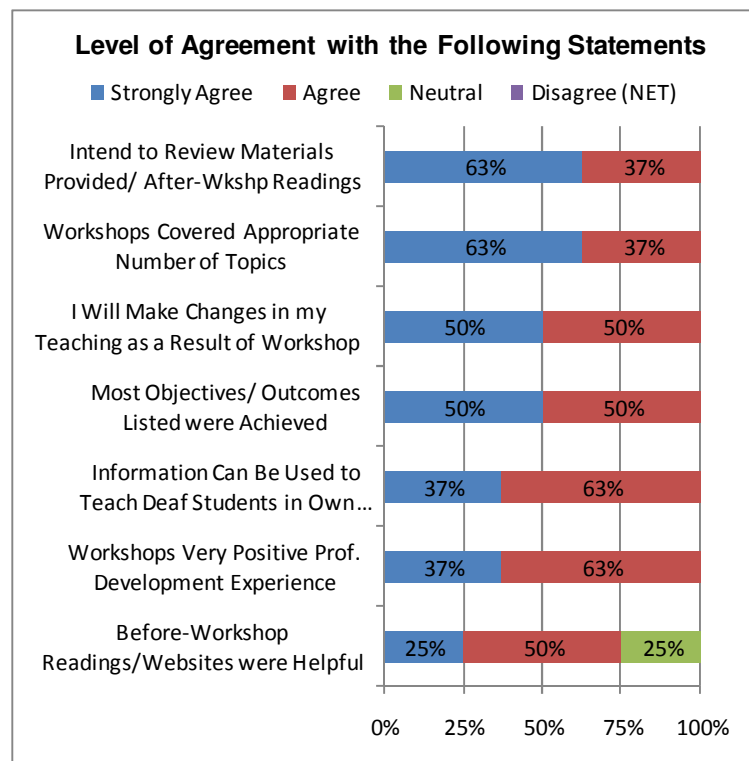 Level of Agreement with the Following Statements
Strongly Agree Agree Neutral Disagree (NET)
Intend to Review Materials
Provided/ After-Wkshp Readings
63% 37%
Workshops Covered Appropriate
Number of Topics
63% 37%
I Will Make Changes in my
Teaching as a Result of Workshop
50% 50%
Most Objectives/ Outcomes
Listed were Achieved
50% 50%
Information Can Be Used to
Teach Deaf Students in Own...
37% 63%
Workshops Very Positive Prof.
Development Experience
37% 63%
Before-Workshop
Readings/Websites were Helpful
25% 50% 25%
0% 25% 50% 75% 100%